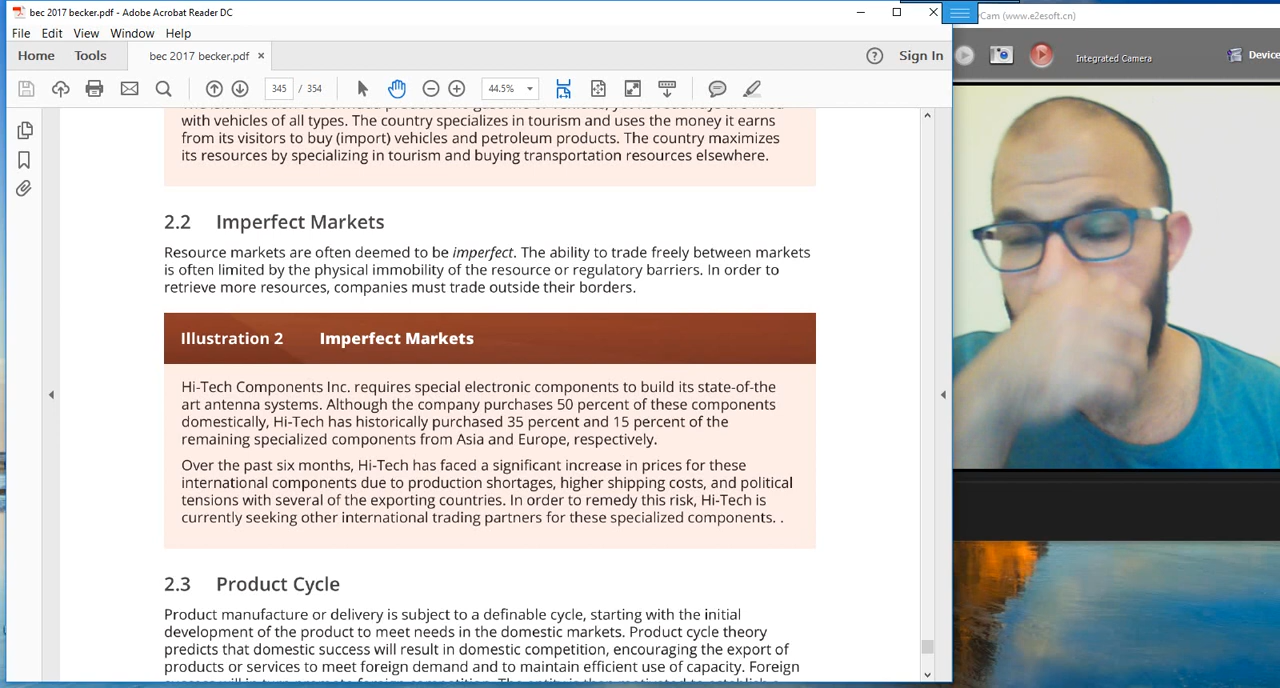 bec 2017 becker.pdf - Adobe Acrobat Reader DC
Cam (www.e2esoft.cn)
File Edit View Window Help
Home Tools bec 2017 becker.pdf × ? Sign In
Integrated Camera
345 / 354 44.5%
with vehicles of all types. The country specializes in tourism and uses the money it earns
from its visitors to buy (import) vehicles and petroleum products. The country maximizes
its resources by specializing in tourism and buying transportation resources elsewhere.
2.2 Imperfect Markets
Resource markets are often deemed to be imperfect. The ability to trade freely between markets
is often limited by the physical immobility of the resource or regulatory barriers. In order to
retrieve more resources, companies must trade outside their borders.
Illustration 2 Imperfect Markets
Hi-Tech Components Inc. requires special electronic components to build its state-of-the
art antenna systems. Although the company purchases 50 percent of these components
domestically, Hi-Tech has historically purchased 35 percent and 15 percent of the
remaining specialized components from Asia and Europe, respectively.
Over the past six months, Hi-Tech has faced a significant increase in prices for these
international components due to production shortages, higher shipping costs, and political
tensions with several of the exporting countries. In order to remedy this risk, Hi-Tech is
currently seeking other international trading partners for these specialized components. .
2.3 Product Cycle
Product manufacture or delivery is subject to a definable cycle, starting with the initial
development of the product to meet needs in the domestic markets. Product cycle theory
predicts that domestic success will result in domestic competition, encouraging the export of
products or services to meet foreign demand and to maintain efficient use of capacity. Foreign